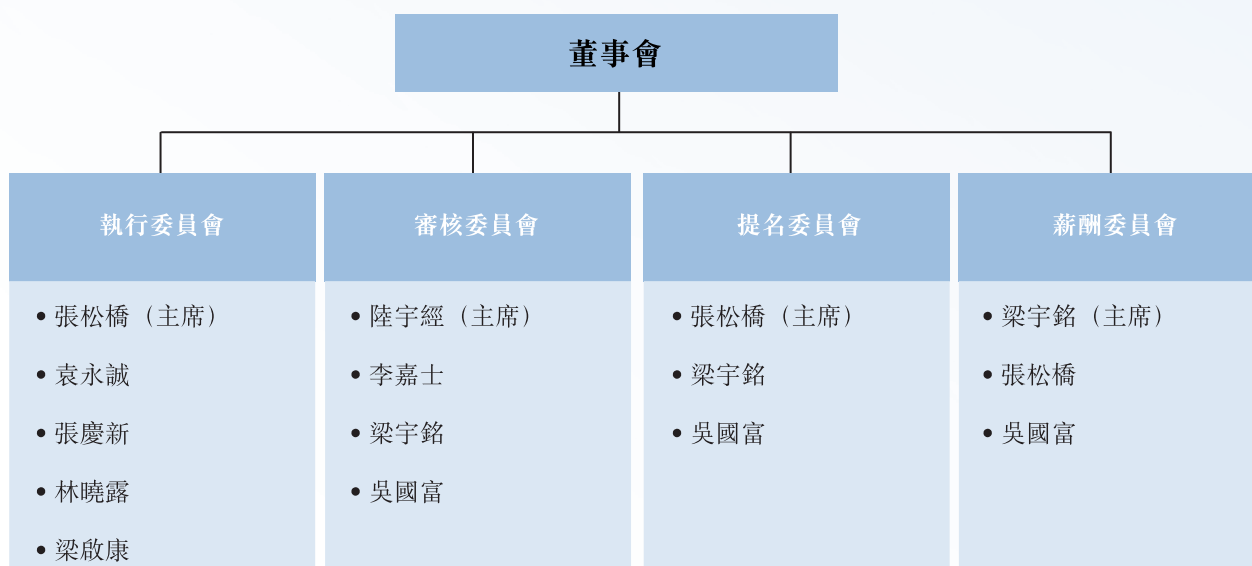 董事會
執行委員會
• 張松橋（主席）
• 袁永誠
• 張慶新
• 林曉露
• 梁啟康
審核委員會
• 陸宇經（主席）
• 李嘉士
• 梁宇銘
• 吳國富
提名委員會
• 張松橋（主席）
• 梁宇銘
• 吳國富
薪酬委員會
• 梁宇銘（主席）
• 張松橋
• 吳國富